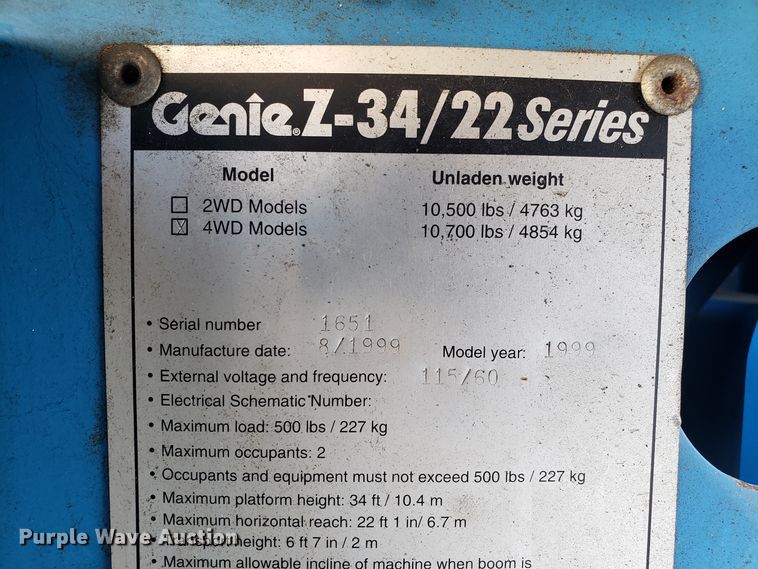 Genie. Z-34/22 Series
Model Unladen weight
2WD Models 10,500 lbs / 4763 kg
4WD Models 10,700 lbs / 4854 kg
• Serial number 1651
• Manufacture date: 8/1999 Model year: 1999
• External voltage and frequency: 115/60
• Electrical Schematic Number:
• Maximum load: 500 lbs / 227 kg
• Maximum occupants: 2
• Occupants and equipment must not exceed 500 lbs / 227 kg
• Maximum platform height: 34 ft / 10.4 m
• Maximum horizontal reach: 22 ft 1 in/ 6.7 m
• Transport height: 6 ft 7 in / 2 m
Purple Wave Auction
• Maximum allowable incline of machine when boom is